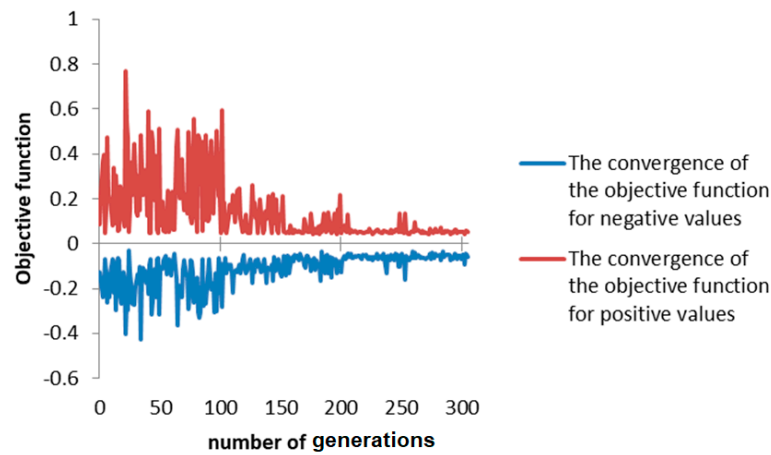 1
0.8
0.6
0.4
0.2
0
-0.2
-0.4
-0.6
Objective function
0 50 100 150 200 250 300
number of generations
The convergence of
the objective function
for negative values
The convergence of
the objective function
for positive values